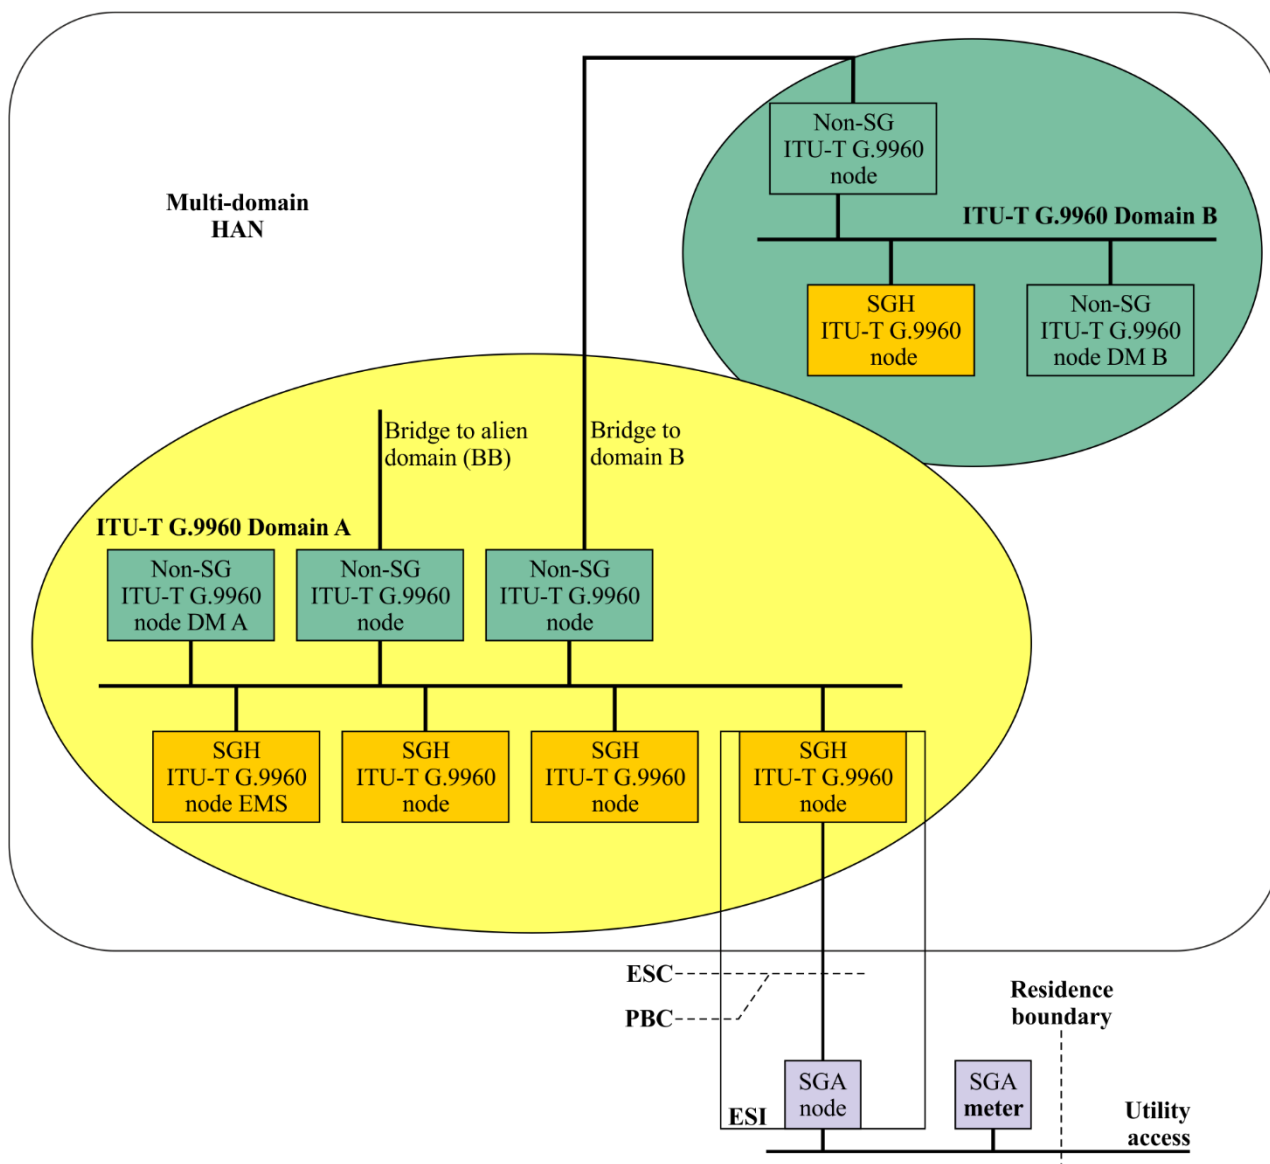 Non-SG
ITU-T G.9960
node
Multi-domain
HAN
ITU-T G.9960 Domain B
SGH
ITU-T G.9960
node
Non-SG
ITU-T G.9960
node DM B
Bridge to alien
domain (BB)
Bridge to
domain B
ITU-T G.9960 Domain A
Non-SG
ITU-T G.9960
node DM A
Non-SG
ITU-T G.9960
node
Non-SG
ITU-T G.9960
node
SGH
ITU-T G.9960
node EMS
SGH
ITU-T G.9960
node
SGH
ITU-T G.9960
node
SGH
ITU-T G.9960
node
ESC
PBC
Residence
boundary
SGA
node
SGA
meter
ESI
Utility
access